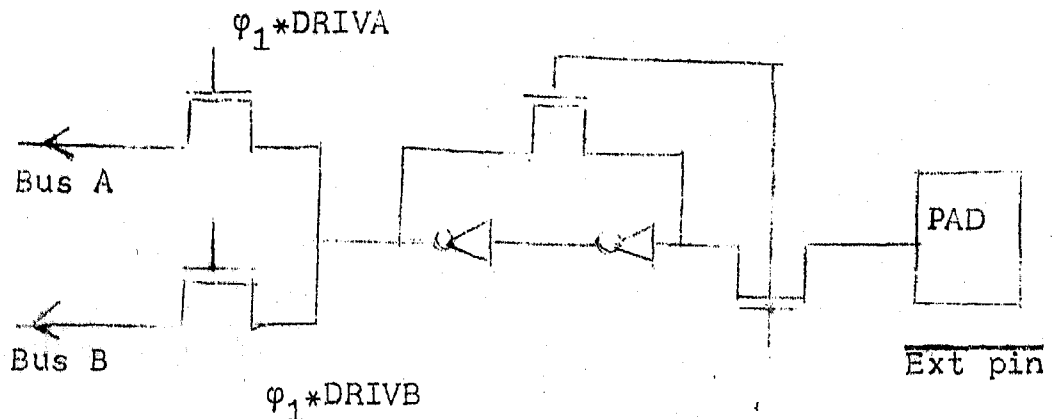 φ1*DRIVA
Bus A
PAD
Bus B
Ext pin
φ1*DRIVB